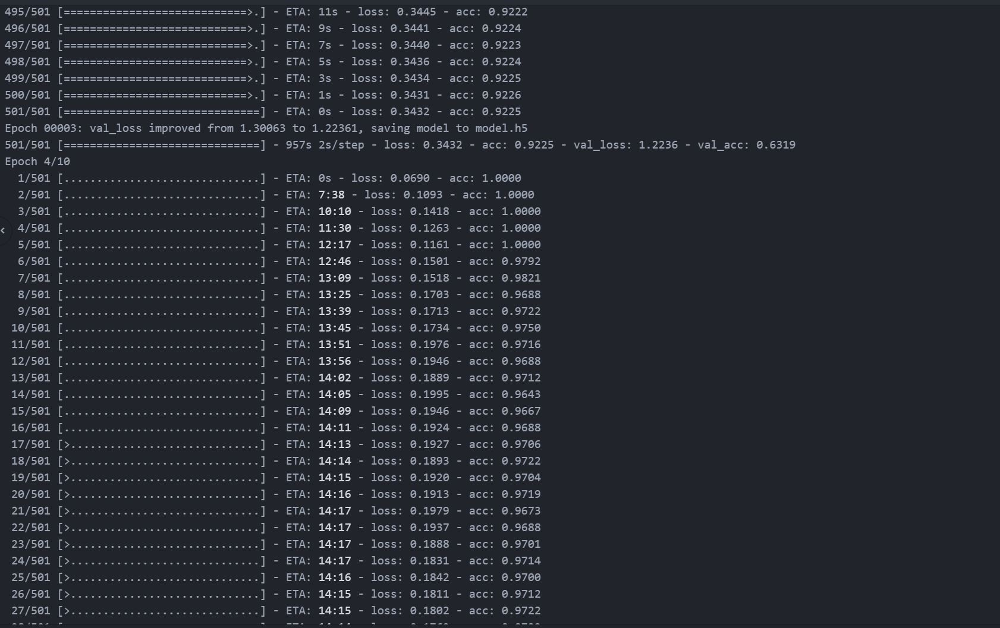 495/501 [============================>.] - ETA: 11s - loss: 0.3445 - acc: 0.9222
496/501 [============================>.] - ETA: 9s - loss: 0.3441 - acc: 0.9224
497/501 [============================>.] - ETA: 7s - loss: 0.3440 - acc: 0.9223
498/501 [============================>.] - ETA: 5s - loss: 0.3436 - acc: 0.9224
499/501 [============================>.] - ETA: 3s - loss: 0.3434 - acc: 0.9225
500/501 [============================>.] - ETA: 1s - loss: 0.3431 - acc: 0.9226
501/501 [==============================] - ETA: 0s - loss: 0.3432 - acc: 0.9225
Epoch 00003: val_loss improved from 1.30063 to 1.22361, saving model to model.h5
501/501 [==============================] - 957s 2s/step - loss: 0.3432 - acc: 0.9225 - val_loss: 1.2236 - val_acc: 0.6319
Epoch 4/10
1/501 [..............................] - ETA: 0s - loss: 0.0690 - acc: 1.0000
2/501 [..............................] - ETA: 7:38 - loss: 0.1093 - acc: 1.0000
3/501 [..............................] - ETA: 10:10 - loss: 0.1418 - acc: 1.0000
4/501 [..............................] - ETA: 11:30 - loss: 0.1263 - acc: 1.0000
5/501 [..............................] - ETA: 12:17 - loss: 0.1161 - acc: 1.0000
6/501 [..............................] - ETA: 12:46 - loss: 0.1501 - acc: 0.9792
7/501 [..............................] - ETA: 13:09 - loss: 0.1518 - acc: 0.9821
8/501 [..............................] - ETA: 13:25 - loss: 0.1703 - acc: 0.9688
9/501 [..............................] - ETA: 13:39 - loss: 0.1713 - acc: 0.9722
10/501 [..............................] - ETA: 13:45 - loss: 0.1734 - acc: 0.9750
11/501 [..............................] - ETA: 13:51 - loss: 0.1976 - acc: 0.9716
12/501 [..............................] - ETA: 13:56 - loss: 0.1946 - acc: 0.9688
13/501 [..............................] - ETA: 14:02 - loss: 0.1889 - acc: 0.9712
14/501 [..............................] - ETA: 14:05 - loss: 0.1995 - acc: 0.9643
15/501 [..............................] - ETA: 14:09 - loss: 0.1946 - acc: 0.9667
16/501 [..............................] - ETA: 14:11 - loss: 0.1924 - acc: 0.9688
17/501 [>.............................] - ETA: 14:13 - loss: 0.1927 - acc: 0.9706
18/501 [>.............................] - ETA: 14:14 - loss: 0.1893 - acc: 0.9722
19/501 [>.............................] - ETA: 14:15 - loss: 0.1920 - acc: 0.9704
20/501 [>.............................] - ETA: 14:16 - loss: 0.1913 - acc: 0.9719
21/501 [>.............................] - ETA: 14:17 - loss: 0.1979 - acc: 0.9673
22/501 [>.............................] - ETA: 14:17 - loss: 0.1937 - acc: 0.9688
23/501 [>.............................] - ETA: 14:17 - loss: 0.1888 - acc: 0.9701
24/501 [>.............................] - ETA: 14:17 - loss: 0.1831 - acc: 0.9714
25/501 [>.............................] - ETA: 14:16 - loss: 0.1842 - acc: 0.9700
26/501 [>.............................] - ETA: 14:15 - loss: 0.1811 - acc: 0.9712
27/501 [>.............................] - ETA: 14:15 - loss: 0.1802 - acc: 0.9722